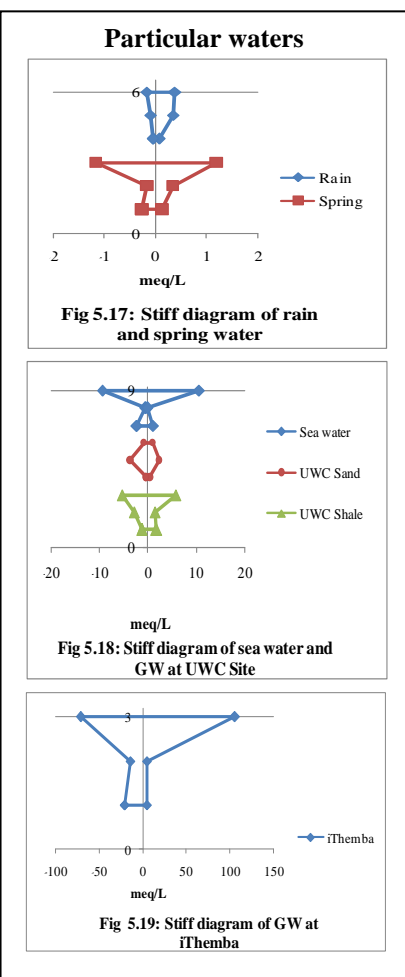 Particular waters
6
Rain
Spring
0
2 -1 0 1 2
meq/L
Fig 5.17: Stiff diagram of rain
and spring water
9
Sea water
UWC Sand
UWC Shale
0
-20 -10 0 10 20
meq/L
Fig 5.18: Stiff diagram of sea water and
GW at UWC Site
3
iThemba
0
-100 -50 0 50 100 150
meq/L
Fig 5.19: Stiff diagram of GW at
iThemba